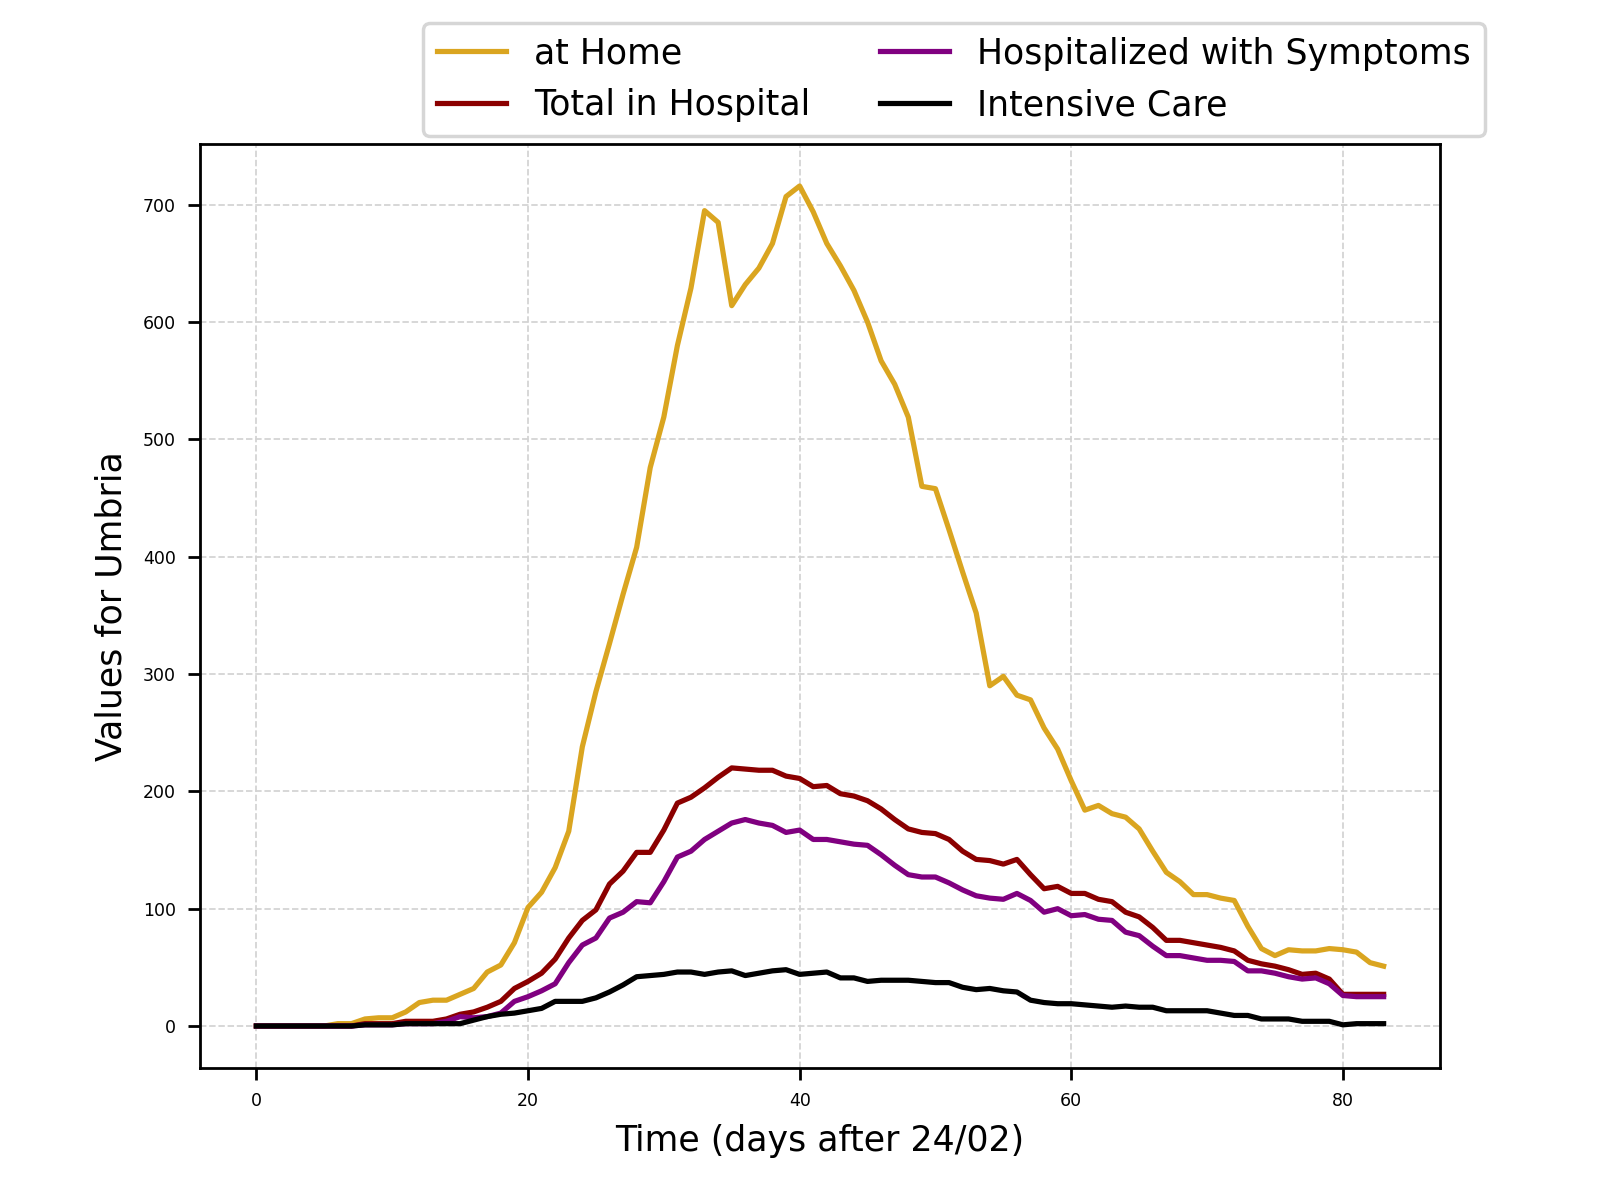 at Home
Total in Hospital
Hospitalized with Symptoms
Intensive Care
700
600
500
400
300
200
100
0
Values for Umbria
0 20 40 60 80
Time (days after 24/02)